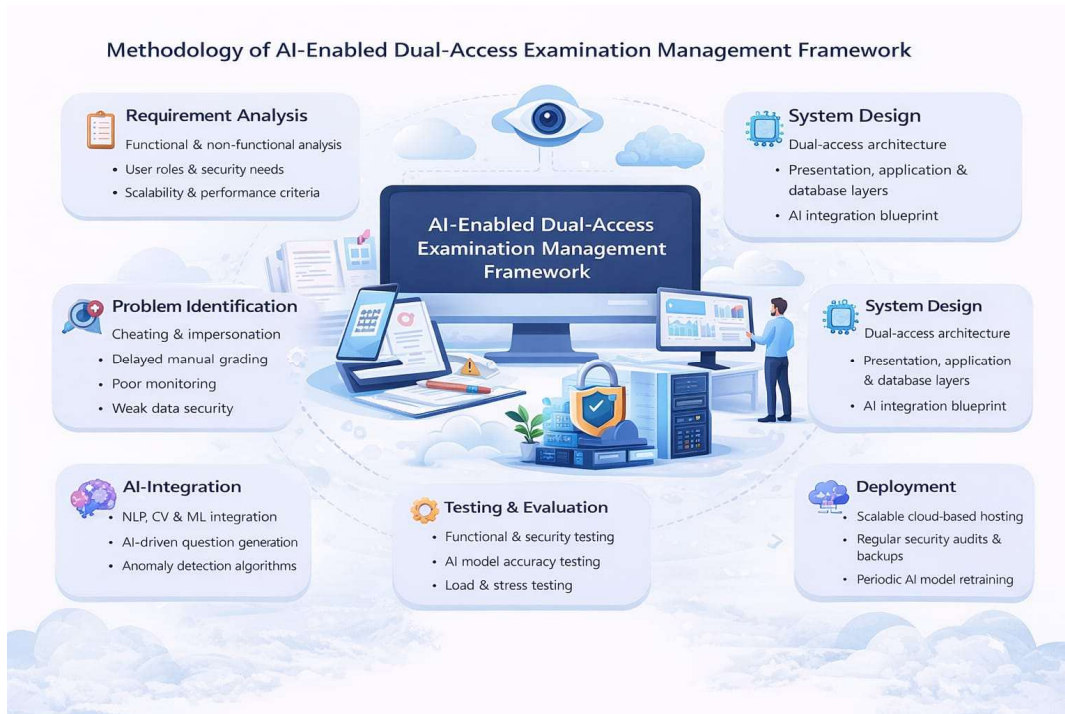 Methodology of AI-Enabled Dual-Access Examination Management Framework
Requirement Analysis
Functional & non-functional analysis
• User roles & security needs
• Scalability & performance criteria
System Design
Dual-access architecture
• Presentation, application &
database layers
• AI integration blueprint
AI-Enabled Dual-Access
Examination Management
Framework
Problem Identification
Cheating & impersonation
• Delayed manual grading
• Poor monitoring
• Weak data security
System Design
Dual-access architecture
• Presentation, application
& database layers
• AI integration blueprint
AI-Integration
• NLP, CV & ML integration
• AI-driven question generation
• Anomaly detection algorithms
Testing & Evaluation
• Functional & security testing
• AI model accuracy testing
• Load & stress testing
Deployment
• Scalable cloud-based hosting
• Regular security audits &
backups
• Periodic AI model retraining